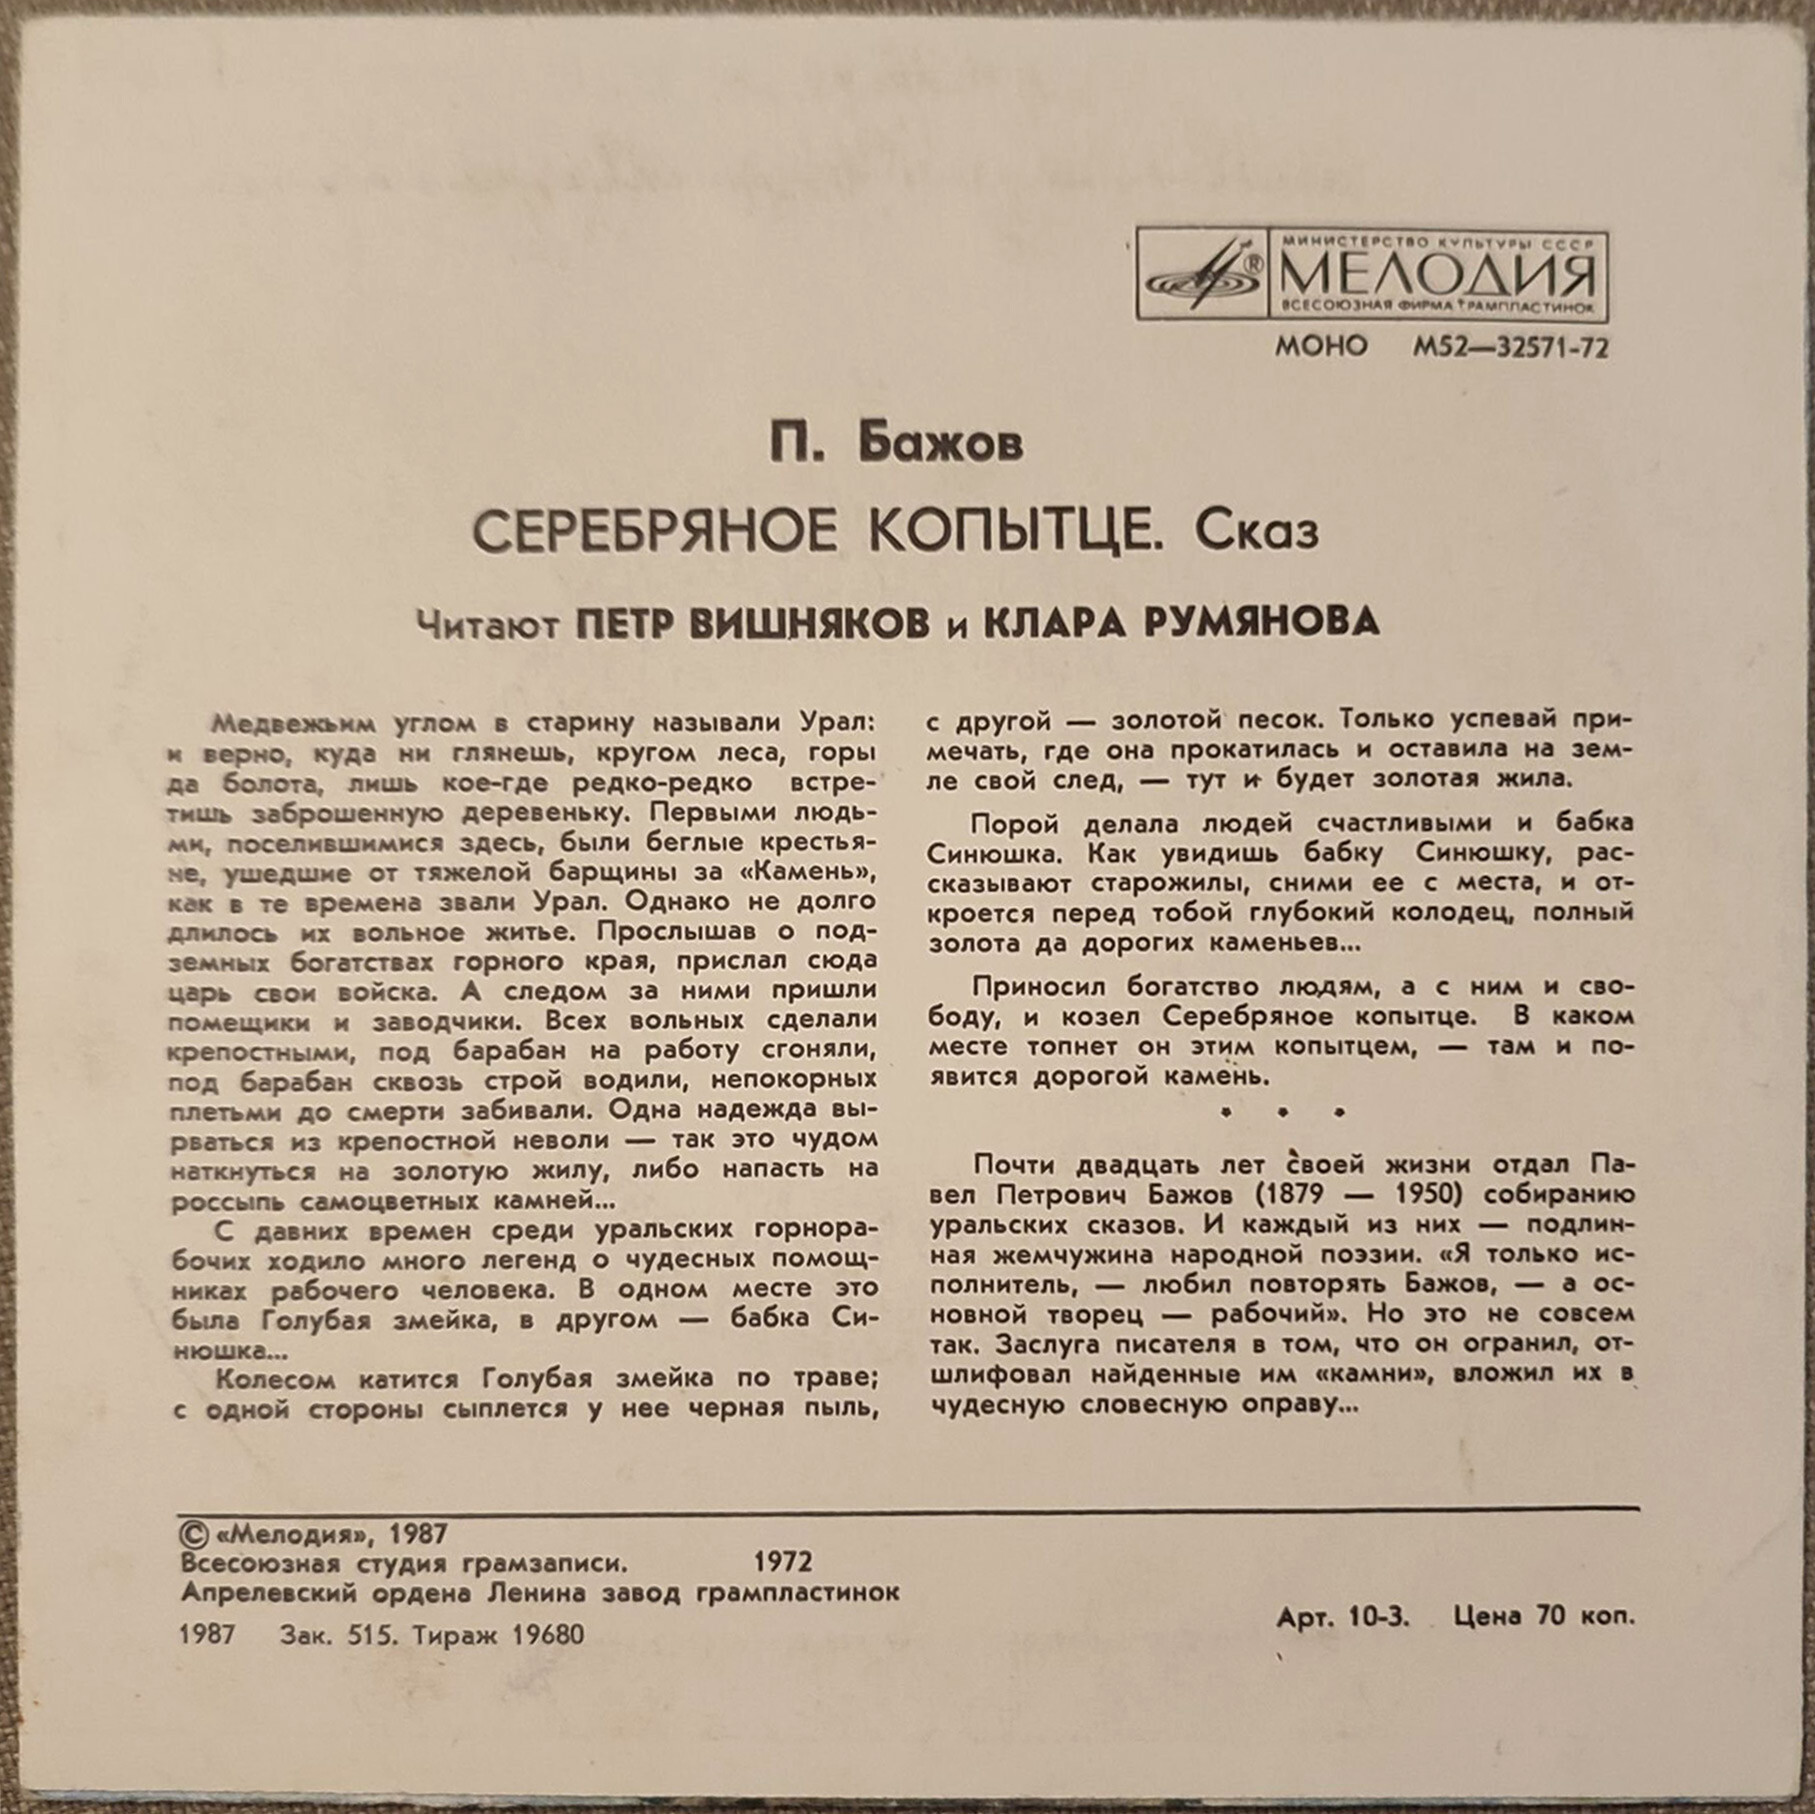 МИНИСТЕРСТВО КУЛЬТУРЫ СССР
МЕЛОДИЯ
ВСЕСОЮЗНАЯ ФИРМА ГРАМПЛАСТИНОК
®
МОНО М52—32571-72
П. Бажов
СЕРЕБРЯНОЕ КОПЫТЦЕ. Сказ
Читают ПЕТР ВИШНЯКОВ и КЛАРА РУМЯНОВА
Медвежьим углом в старину называли Урал:
и верно, куда ни глянешь, кругом леса, горы
да болота, лишь кое-где редко-редко встре-
тишь заброшенную деревеньку. Первыми людь-
ми, поселившимися здесь, были беглые крестья-
не, ушедшие от тяжелой барщины за «Камень»,
как в те времена звали Урал. Однако не долго
длилось их вольное житье. Прослышав о под-
земных богатствах горного края, прислал сюда
царь свои войска. А следом за ними пришли
помещики и заводчики. Всех вольных сделали
крепостными, под барабан на работу сгоняли,
под барабан сквозь строй водили, непокорных
плетьми до смерти забивали. Одна надежда вы-
рваться из крепостной неволи — так это чудом
наткнуться на золотую жилу, либо напасть на
россыпь самоцветных камней...
С давних времен среди уральских горнора-
бочих ходило много легенд о чудесных помощ-
никах рабочего человека. В одном месте это
была Голубая змейка, в другом — бабка Си-
нюшка...
Колесом катится Голубая змейка по траве;
с одной стороны сыплется у нее черная пыль,
с другой — золотой песок. Только успевай при-
мечать, где она прокатилась и оставила на зем-
ле свой след, — тут и будет золотая жила.
Порой делала людей счастливыми и бабка
Синюшка. Как увидишь бабку Синюшку, рас-
сказывают старожилы, сними ее с места, и от-
кроется перед тобой глубокий колодец, полный
золота да дорогих каменьев...
Приносил богатство людям, а с ним и сво-
боду, и козел Серебряное копытце. В каком
месте топнет он этим копытцем, — там и по-
явится дорогой камень.
• • •
Почти двадцать лет своей жизни отдал Па-
вел Петрович Бажов (1879 — 1950) собиранию
уральских сказов. И каждый из них — подлин-
ная жемчужина народной поэзии. «Я только ис-
полнитель, — любил повторять Бажов, — а ос-
новной творец — рабочий». Но это не совсем
так. Заслуга писателя в том, что он огранил, от-
шлифовал найденные им «камни», вложил их в
чудесную словесную оправу...
© «Мелодия», 1987
Всесоюзная студия грамзаписи. 1972
Апрелевский ордена Ленина завод грампластинок
1987 Зак. 515. Тираж 19680
Арт. 10-3. Цена 70 коп.